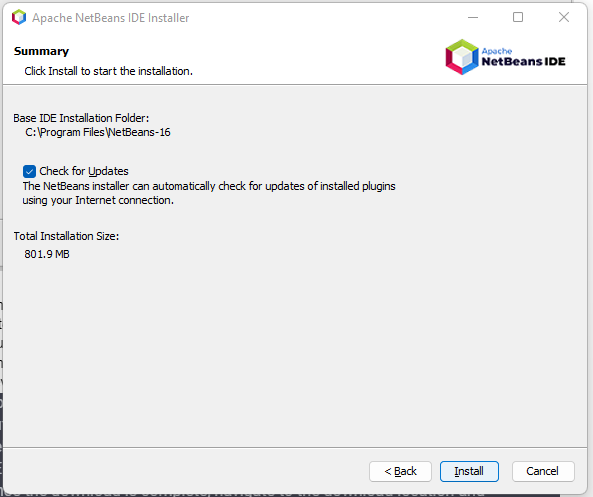 Apache NetBeans IDE Installer
Summary
Click Install to start the installation.
Apache
NetBeans IDE
Base IDE Installation Folder:
C:\Program Files\NetBeans-16
Check for Updates
The NetBeans installer can automatically check for updates of installed plugins
using your Internet connection.
Total Installation Size:
801.9 MB
< Back
Install
Cancel